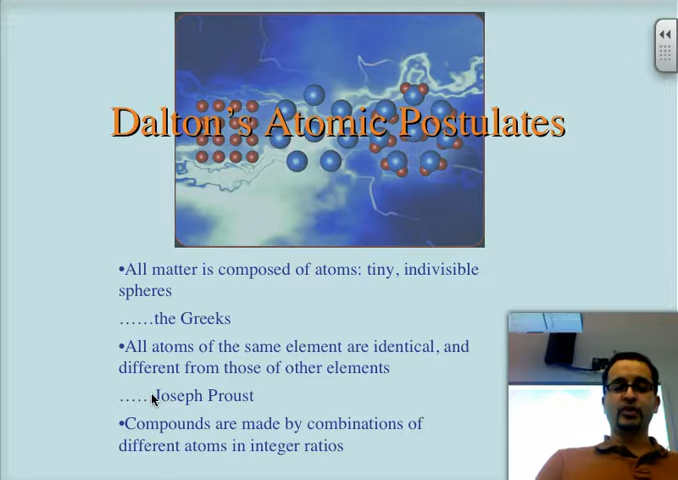 Dalton's Atomic Postulates
•All matter is composed of atoms: tiny, indivisible
spheres
……the Greeks
•All atoms of the same element are identical, and
different from those of other elements
……Joseph Proust
•Compounds are made by combinations of
different atoms in integer ratios